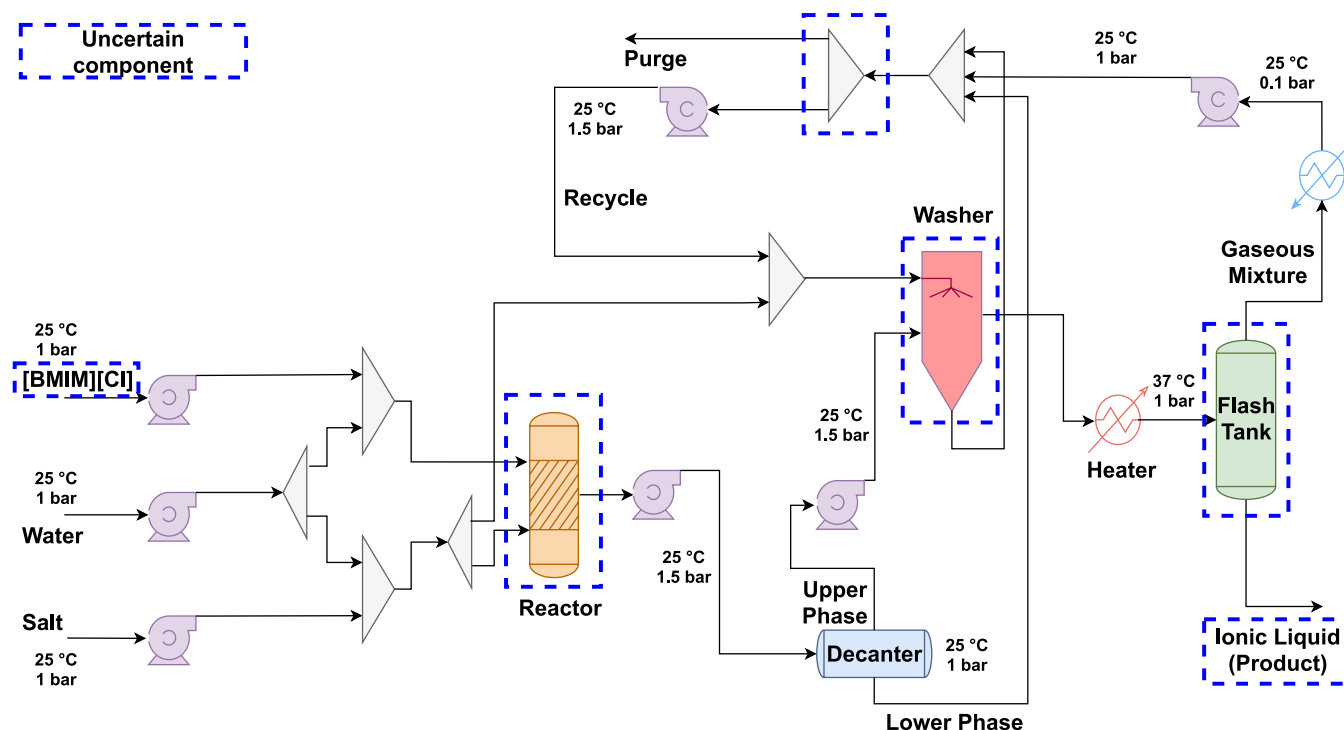 Uncertain
component
Purge
25 °C
1 bar
25 °C
0.1 bar
C
C
25 °C
1.5 bar
Recycle
Washer
Gaseous
Mixture
25 °C
1 bar
[BMIM][Cl]
37 °C
1 bar
Flash
Tank
25 °C
1.5 bar
Heater
25 °C
1 bar
Water
25 °C
1.5 bar
Reactor
Upper
Phase
Salt
25 °C
1 bar
Decanter
25 °C
1 bar
Ionic Liquid
(Product)
Lower Phase